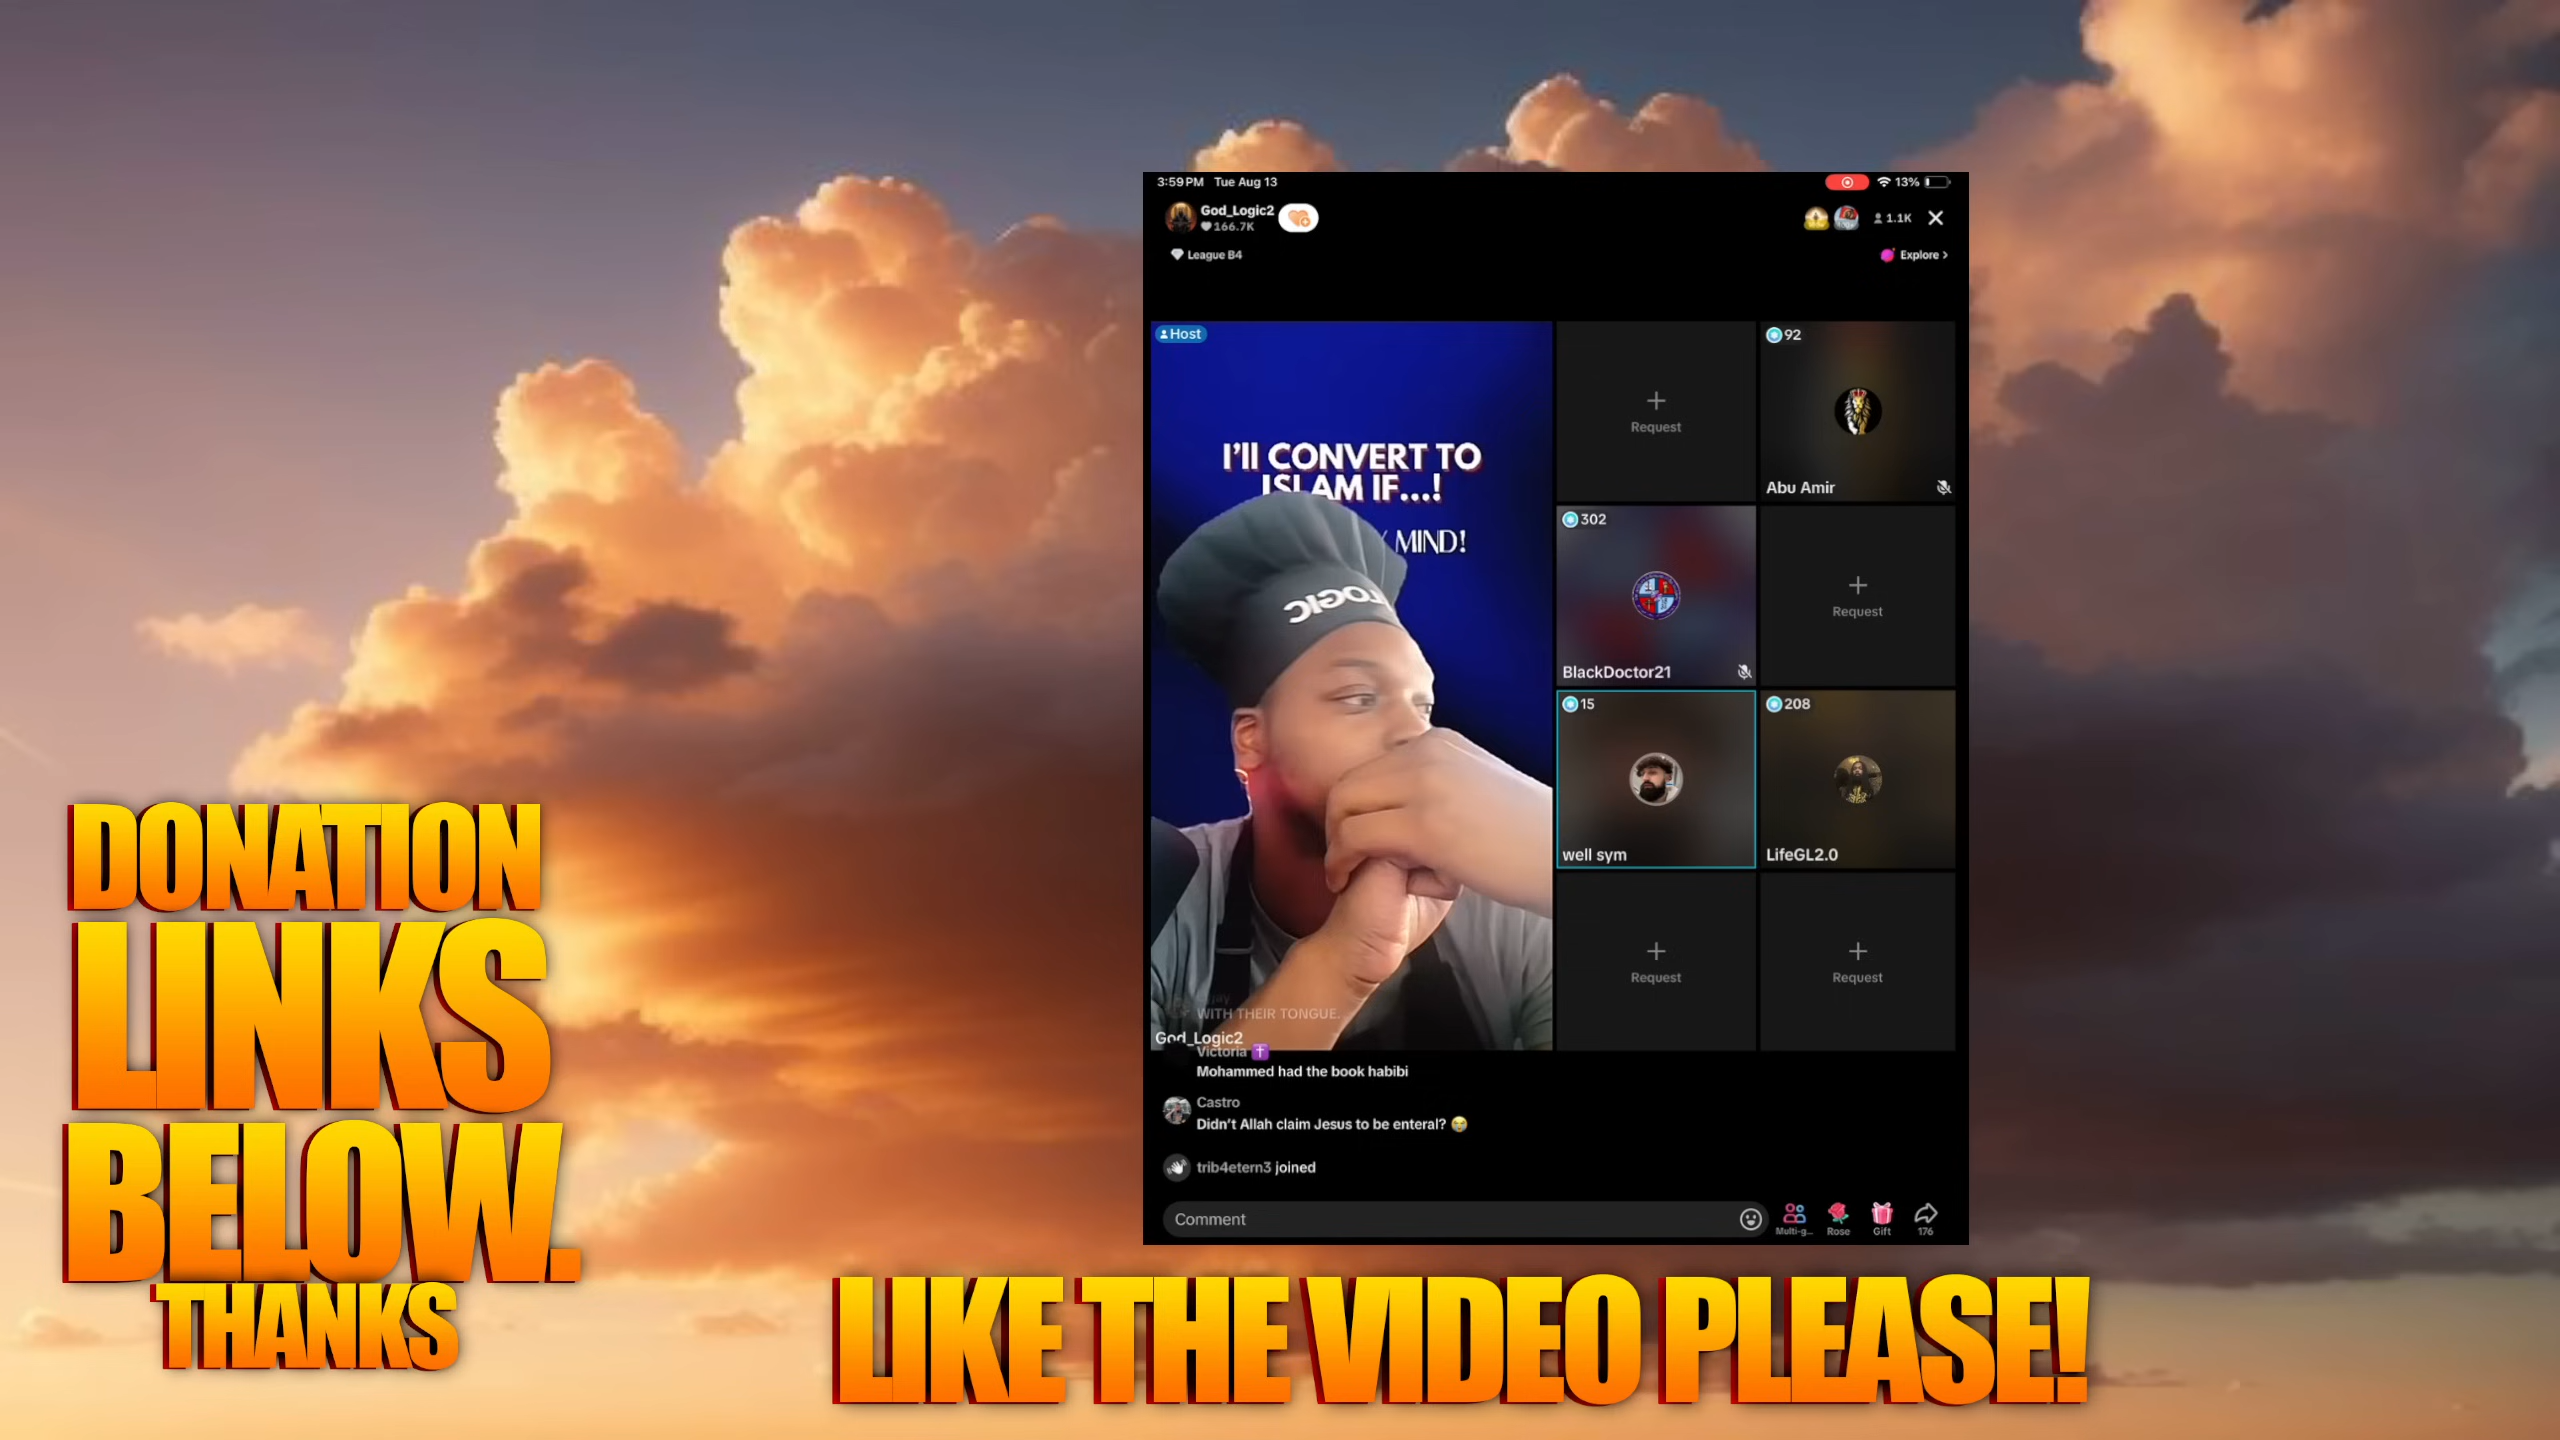 3:59 PM Tue Aug 13
13%
God_Logic2
166.7K
1.1K
League B4
Explore >
Host
I'll CONVERT TO
ISLAM IF...!
MIND!
LOGIC
God_Logic2
Request
92
Abu Amir
302
BlackDoctor21
Request
15
well sym
208
LifeGL2.0
Request
Request
WITH THEIR TONGUE.
Victoria
Mohammed had the book habibi
Castro
Didn't Allah claim Jesus to be enteral? 😭
trib4etern3 joined
Comment
Multi-g...
Rose
Gift
176
DONATION
LINKS
BELOW.
THANKS
LIKE THE VIDEO PLEASE!